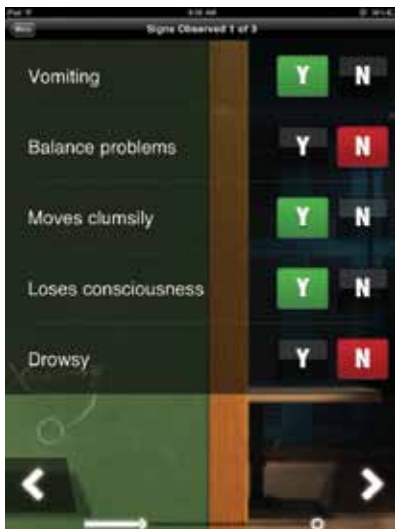 Signs Observed 1 of 3
Vomiting Y N
Balance problems Y N
Moves clumsily Y N
Loses consciousness Y N
Drowsy Y N